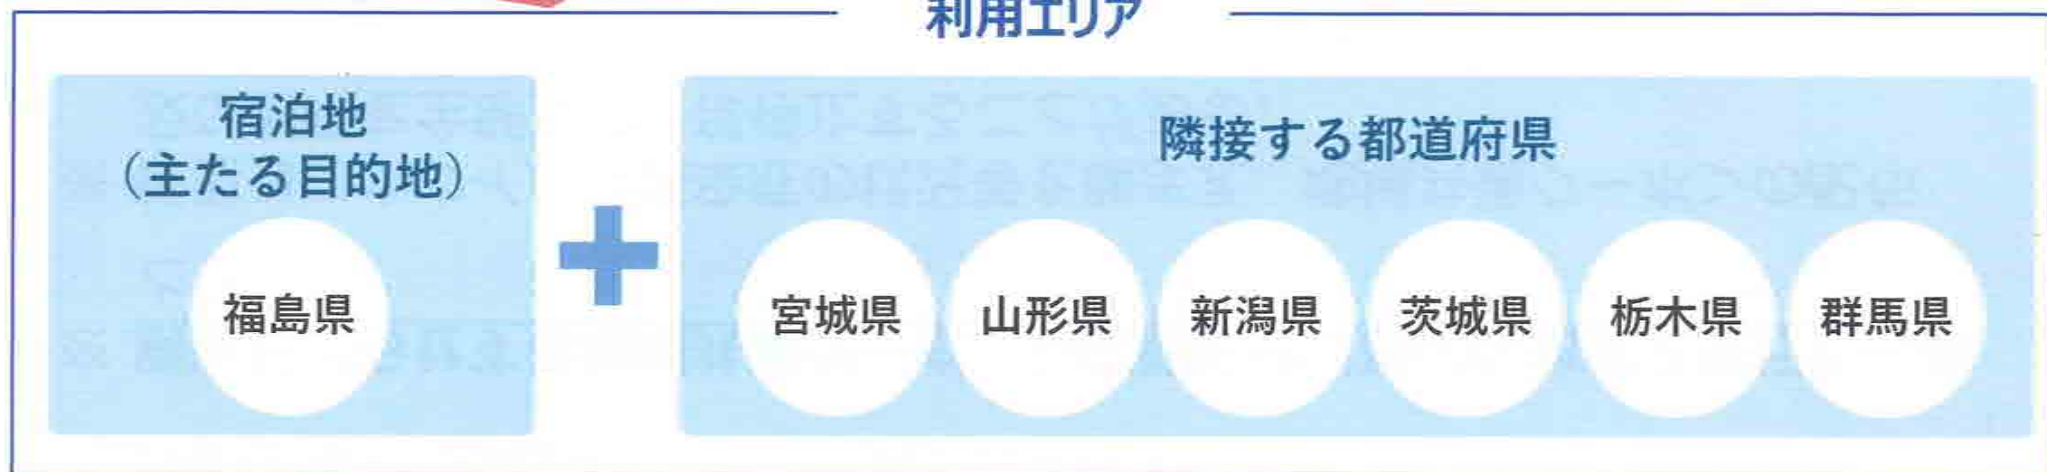 利用エリア
宿泊地
（主たる目的地）
福島県
隣接する都道府県
宮城県 山形県 新潟県 茨城県 栃木県 群馬県